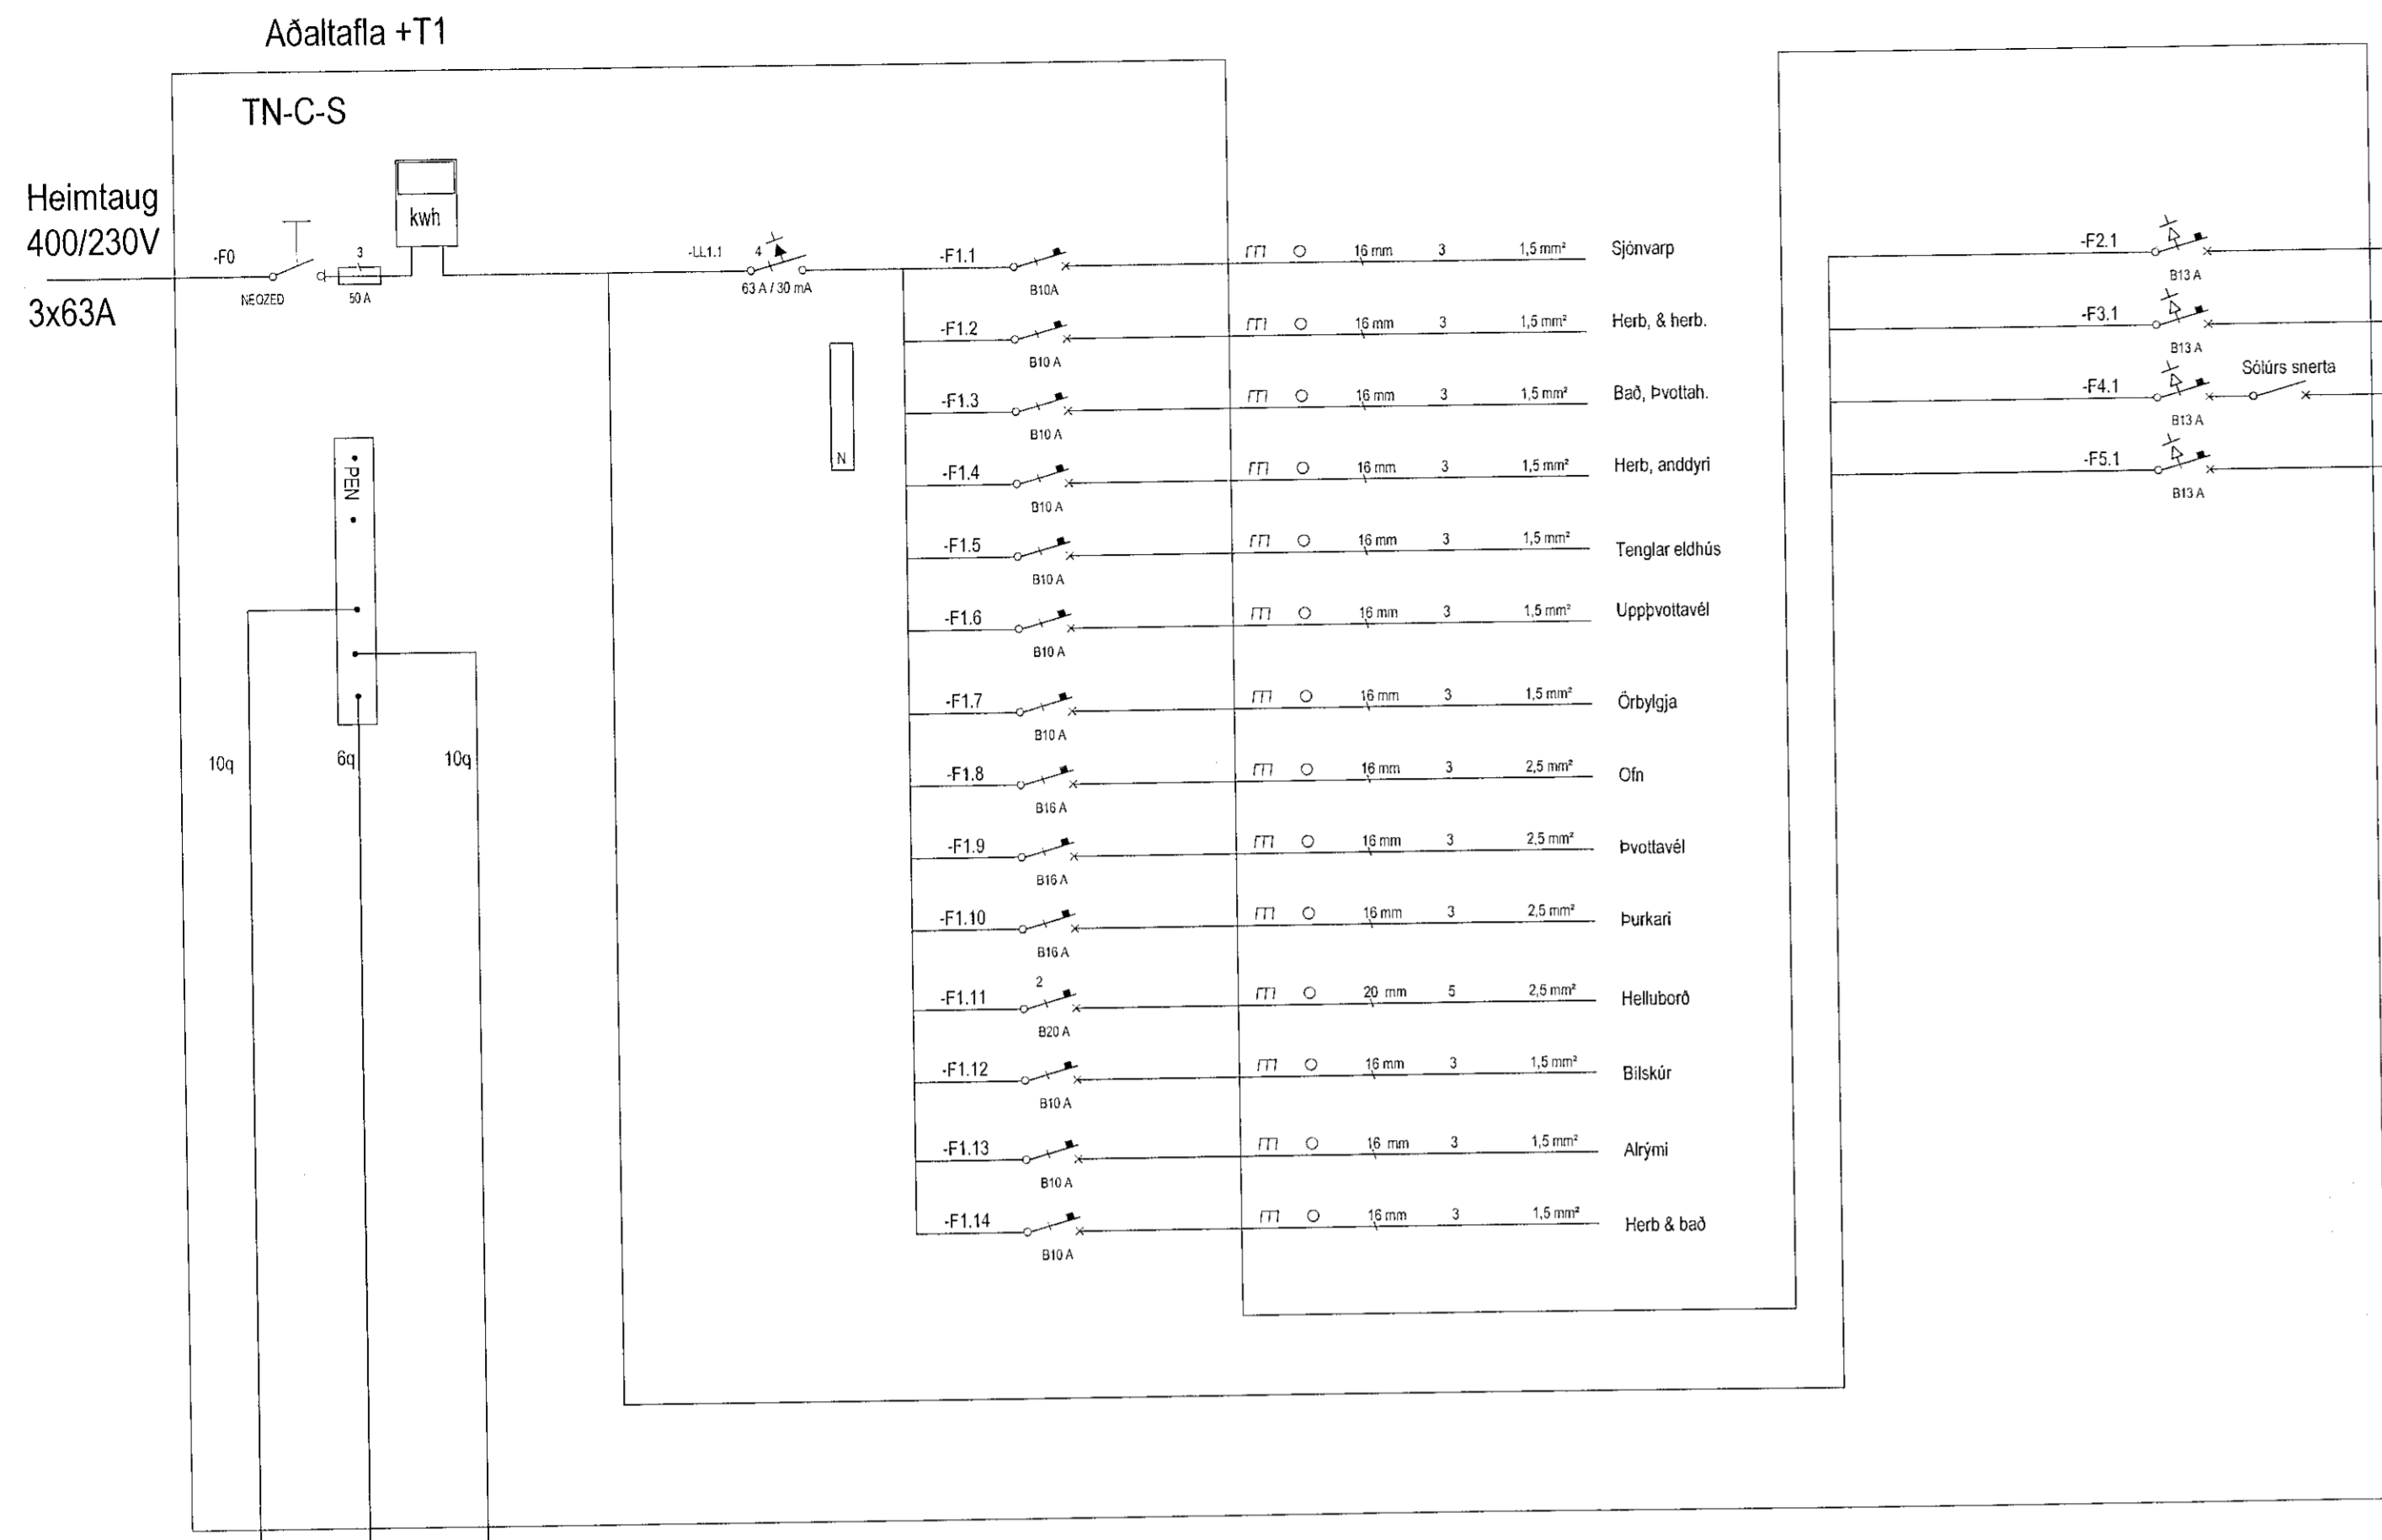 Aðaltafla +T1
TN-C-S
Heimtaug
400/230V
3x63A
-F0
NEOZED
3
50 A
kwh
-LL1.1
4
63 A / 30 mA
N
PEN
10q
6q
10q
-F1.1 B10A 16 mm 3 1,5 mm² Sjónvarp
-F1.2 B10 A 16 mm 3 1,5 mm² Herb, & herb.
-F1.3 B10 A 16 mm 3 1,5 mm² Bað, Þvottah.
-F1.4 B10 A 16 mm 3 1,5 mm² Herb, anddyri
-F1.5 B10 A 16 mm 3 1,5 mm² Tenglar eldhús
-F1.6 B10 A 16 mm 3 1,5 mm² Uppþvottavél
-F1.7 B10 A 16 mm 3 1,5 mm² Örbylgja
-F1.8 B16 A 16 mm 3 2,5 mm² Ofn
-F1.9 B16 A 16 mm 3 2,5 mm² Þvottavél
-F1.10 B16 A 16 mm 3 2,5 mm² Þurkari
-F1.11 2 B20 A 20 mm 5 2,5 mm² Helluborð
-F1.12 B10 A 16 mm 3 1,5 mm² Bílskúr
-F1.13 B10 A 16 mm 3 1,5 mm² Alrými
-F1.14 B10 A 16 mm 3 1,5 mm² Herb & bað
-F2.1 B13 A
-F3.1 B13 A
-F4.1 B13 A Sólúrs snerta
-F5.1 B13 A